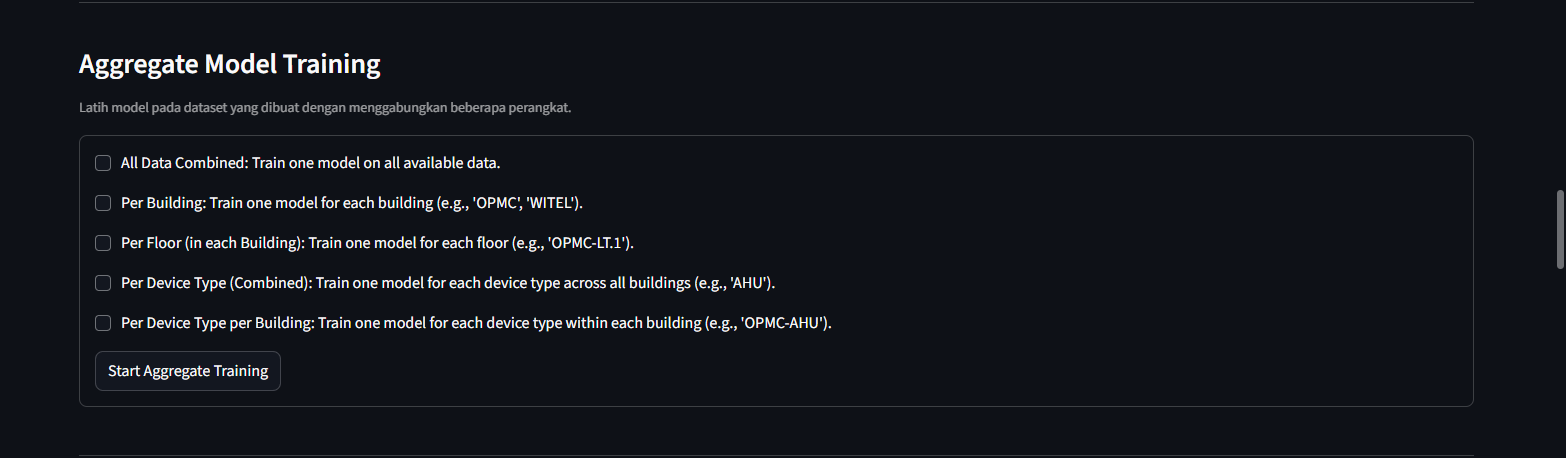 Aggregate Model Training
Latih model pada dataset yang dibuat dengan menggabungkan beberapa perangkat.
All Data Combined: Train one model on all available data.
Per Building: Train one model for each building (e.g., 'OPMC', 'WITEL').
Per Floor (in each Building): Train one model for each floor (e.g., 'OPMC-LT.1').
Per Device Type (Combined): Train one model for each device type across all buildings (e.g., 'AHU').
Per Device Type per Building: Train one model for each device type within each building (e.g., 'OPMC-AHU').
Start Aggregate Training